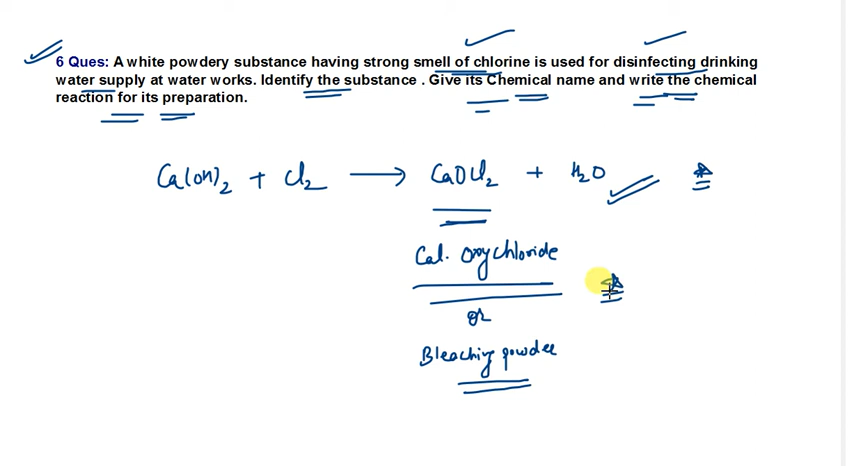 6 Ques: A white powdery substance having strong smell of chlorine is used for disinfecting drinking
water supply at water works. Identify the substance . Give its Chemical name and write the chemical
reaction for its preparation.
Ca(OH)2 + Cl2 → CaOCl2 + H2O
Cal. Oxychloride
or
Bleaching powder